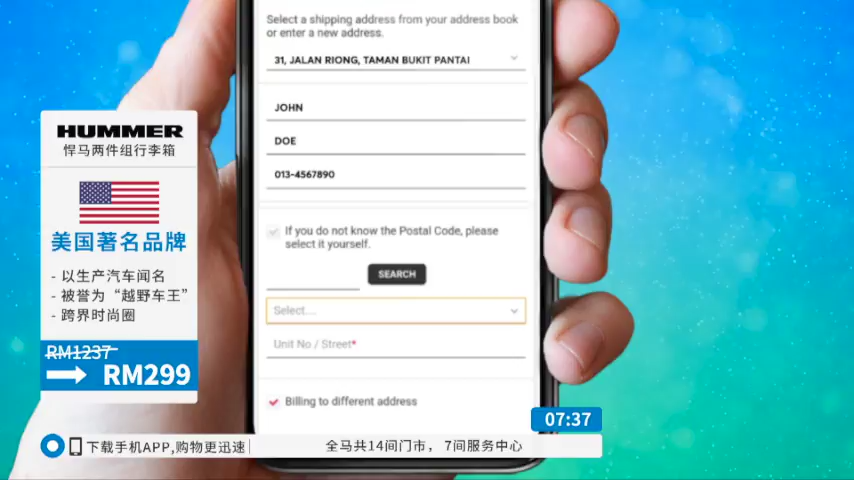 HUMMER
悍马两件组行李箱
美国著名品牌
- 以生产汽车闻名
- 被誉为“越野车王”
- 跨界时尚圈
RM1237
RM299
Select a shipping address from your address book
or enter a new address.
31, JALAN RIONG, TAMAN BUKIT PANTAI
JOHN
DOE
013-4567890
If you do not know the Postal Code, please
select it yourself.
SEARCH
Select...
Unit No / Street*
Billing to different address
07:37
下载手机APP,购物更迅速
全马共14间门市， 7间服务中心